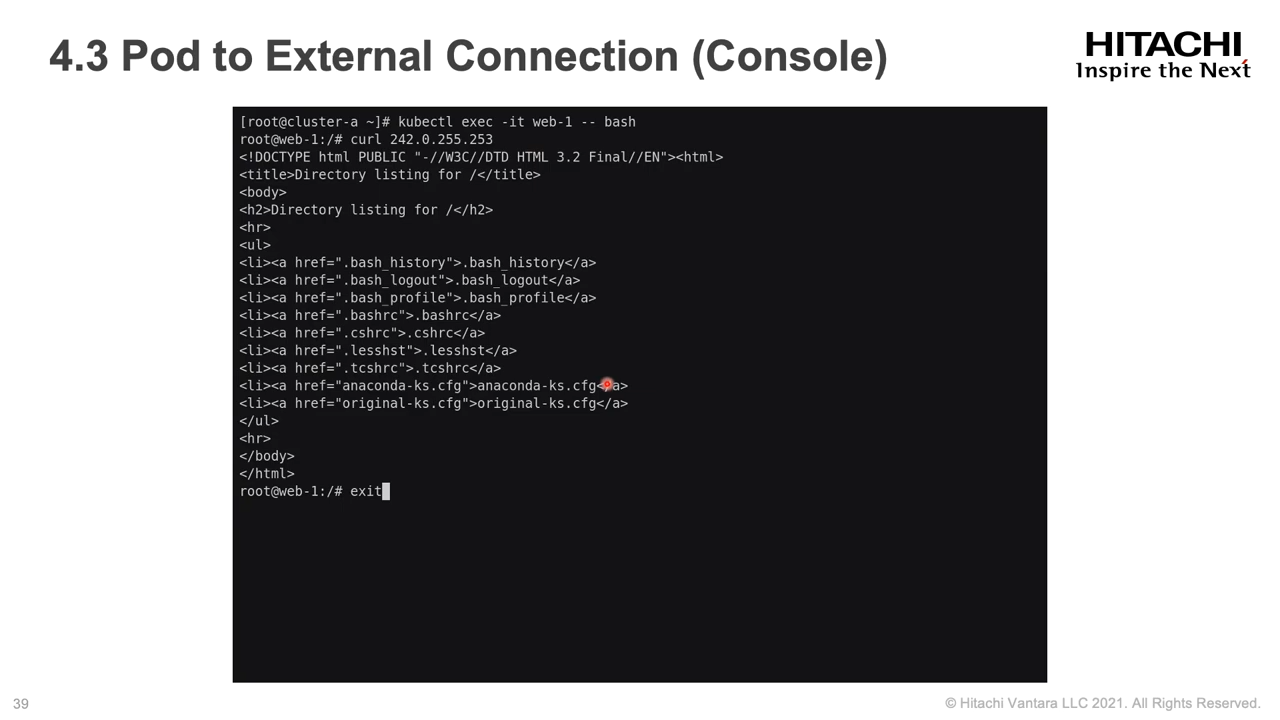 4.3 Pod to External Connection (Console)
HITACHI
Inspire the Next
[root@cluster-a ~]# kubectl exec -it web-1 -- bash
root@web-1:/# curl 242.0.255.253
<!DOCTYPE html PUBLIC "-//W3C//DTD HTML 3.2 Final//EN"><html>
<title>Directory listing for /</title>
<body>
<h2>Directory listing for /</h2>
<hr>
<ul>
<li><a href=".bash_history">.bash_history</a>
<li><a href=".bash_logout">.bash_logout</a>
<li><a href=".bash_profile">.bash_profile</a>
<li><a href=".bashrc">.bashrc</a>
<li><a href=".cshrc">.cshrc</a>
<li><a href=".lesshst">.lesshst</a>
<li><a href=".tcshrc">.tcshrc</a>
<li><a href="anaconda-ks.cfg">anaconda-ks.cfg</a>
<li><a href="original-ks.cfg">original-ks.cfg</a>
</ul>
<hr>
</body>
</html>
root@web-1:/# exit
39
© Hitachi Vantara LLC 2021. All Rights Reserved.